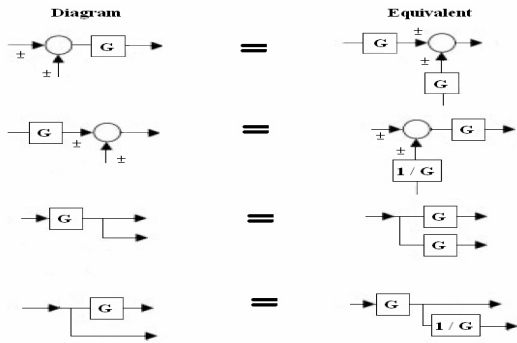 Diagram Equivalent
± ± G = G ± ± G
G ± ± = ± ± G 1 / G
G = G G
G = G 1 / G